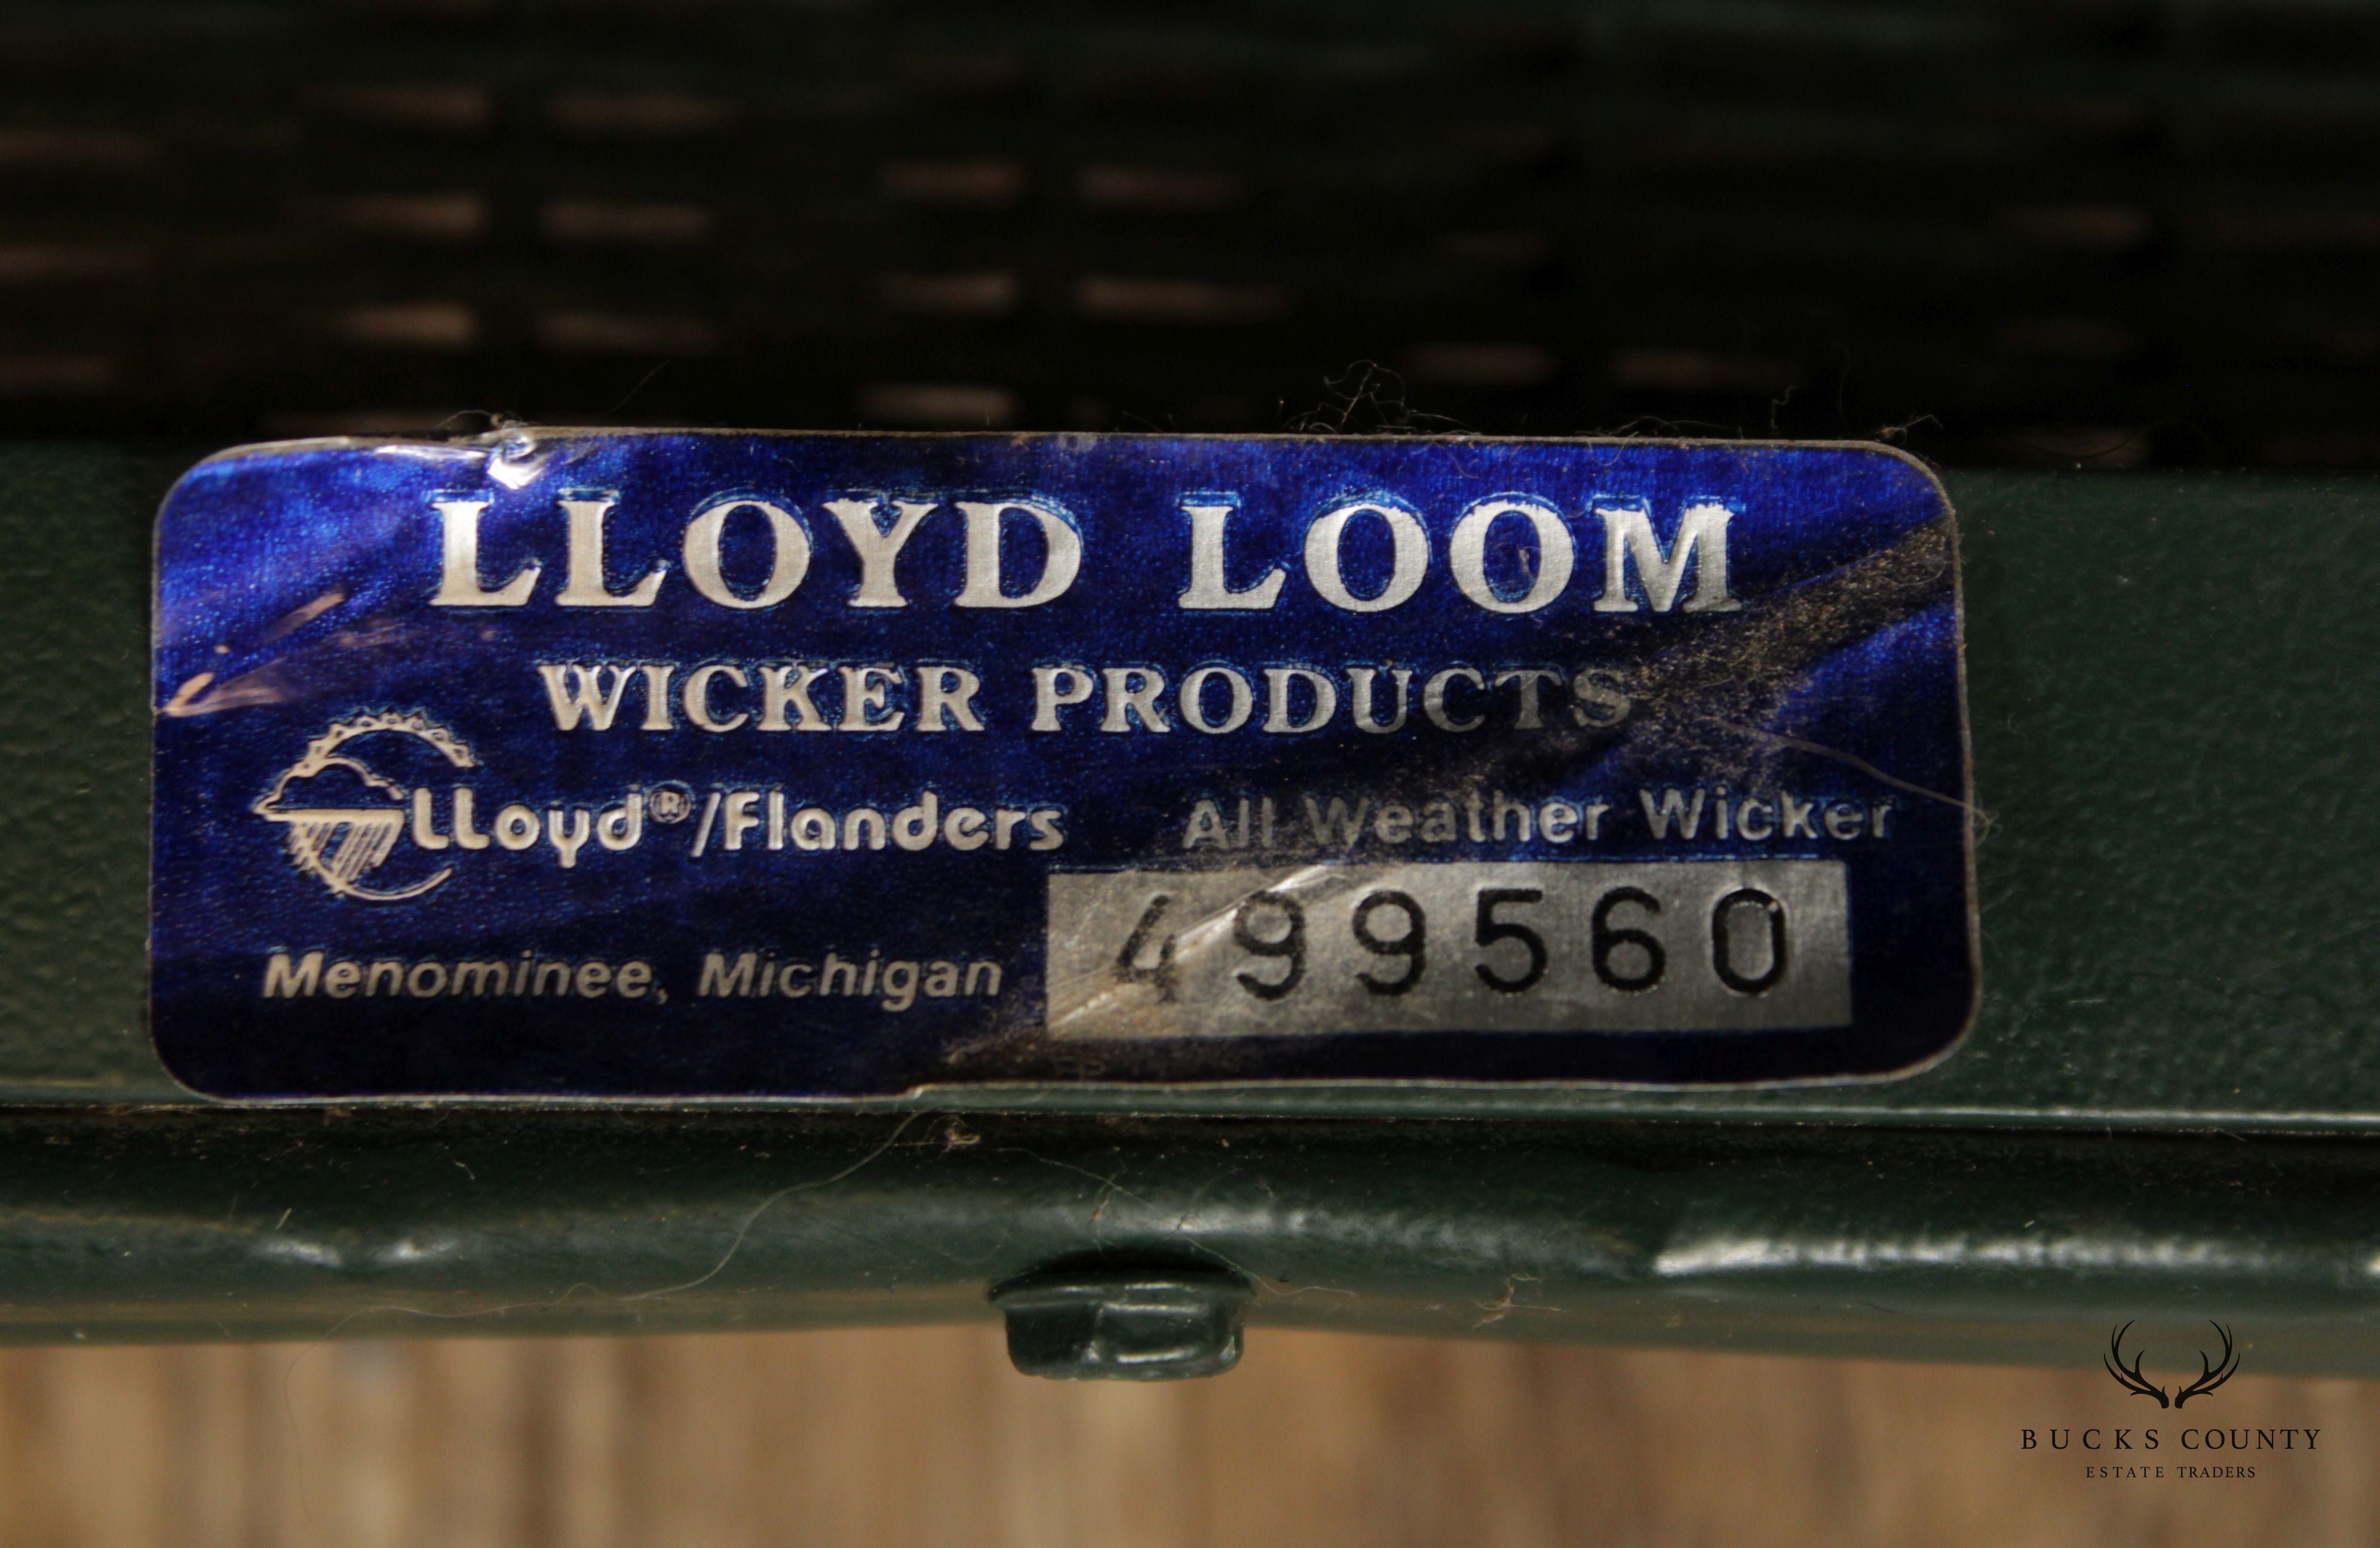 LLOYD LOOM
WICKER PRODUCTS
LLoyd®/Flanders All Weather Wicker
Menominee, Michigan 499560
BUCKS COUNTY
ESTATE TRADERS